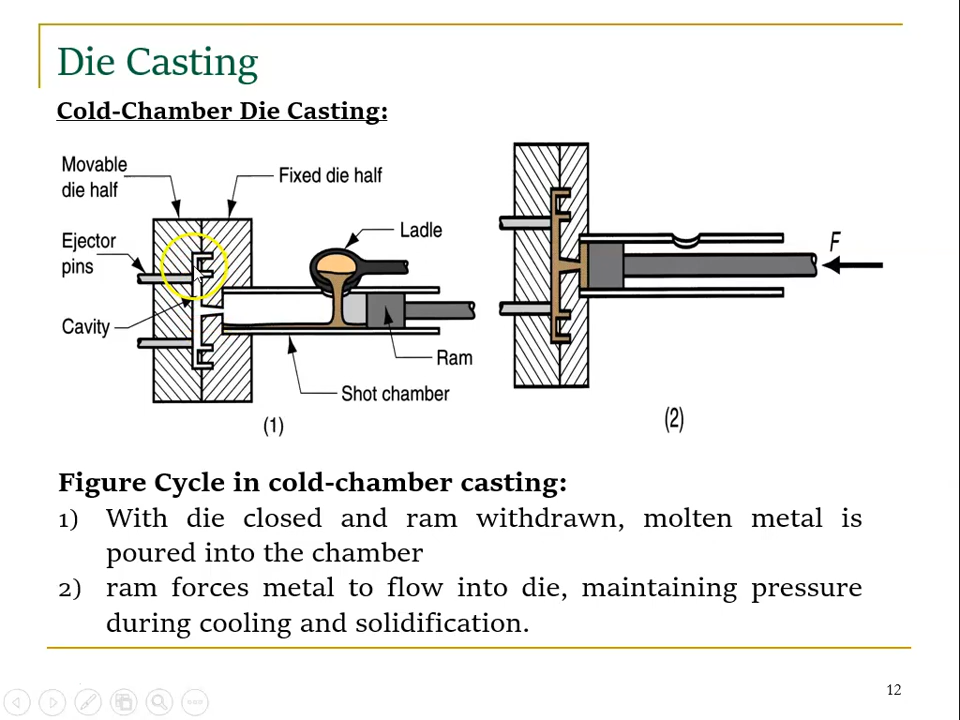 Die Casting
Cold-Chamber Die Casting:
Movable
die half
Fixed die half
Ejector
pins
Ladle
Cavity
Ram
Shot chamber
(1)
F
(2)
Figure Cycle in cold-chamber casting:
1) With die closed and ram withdrawn, molten metal is
poured into the chamber
2) ram forces metal to flow into die, maintaining pressure
during cooling and solidification.
12